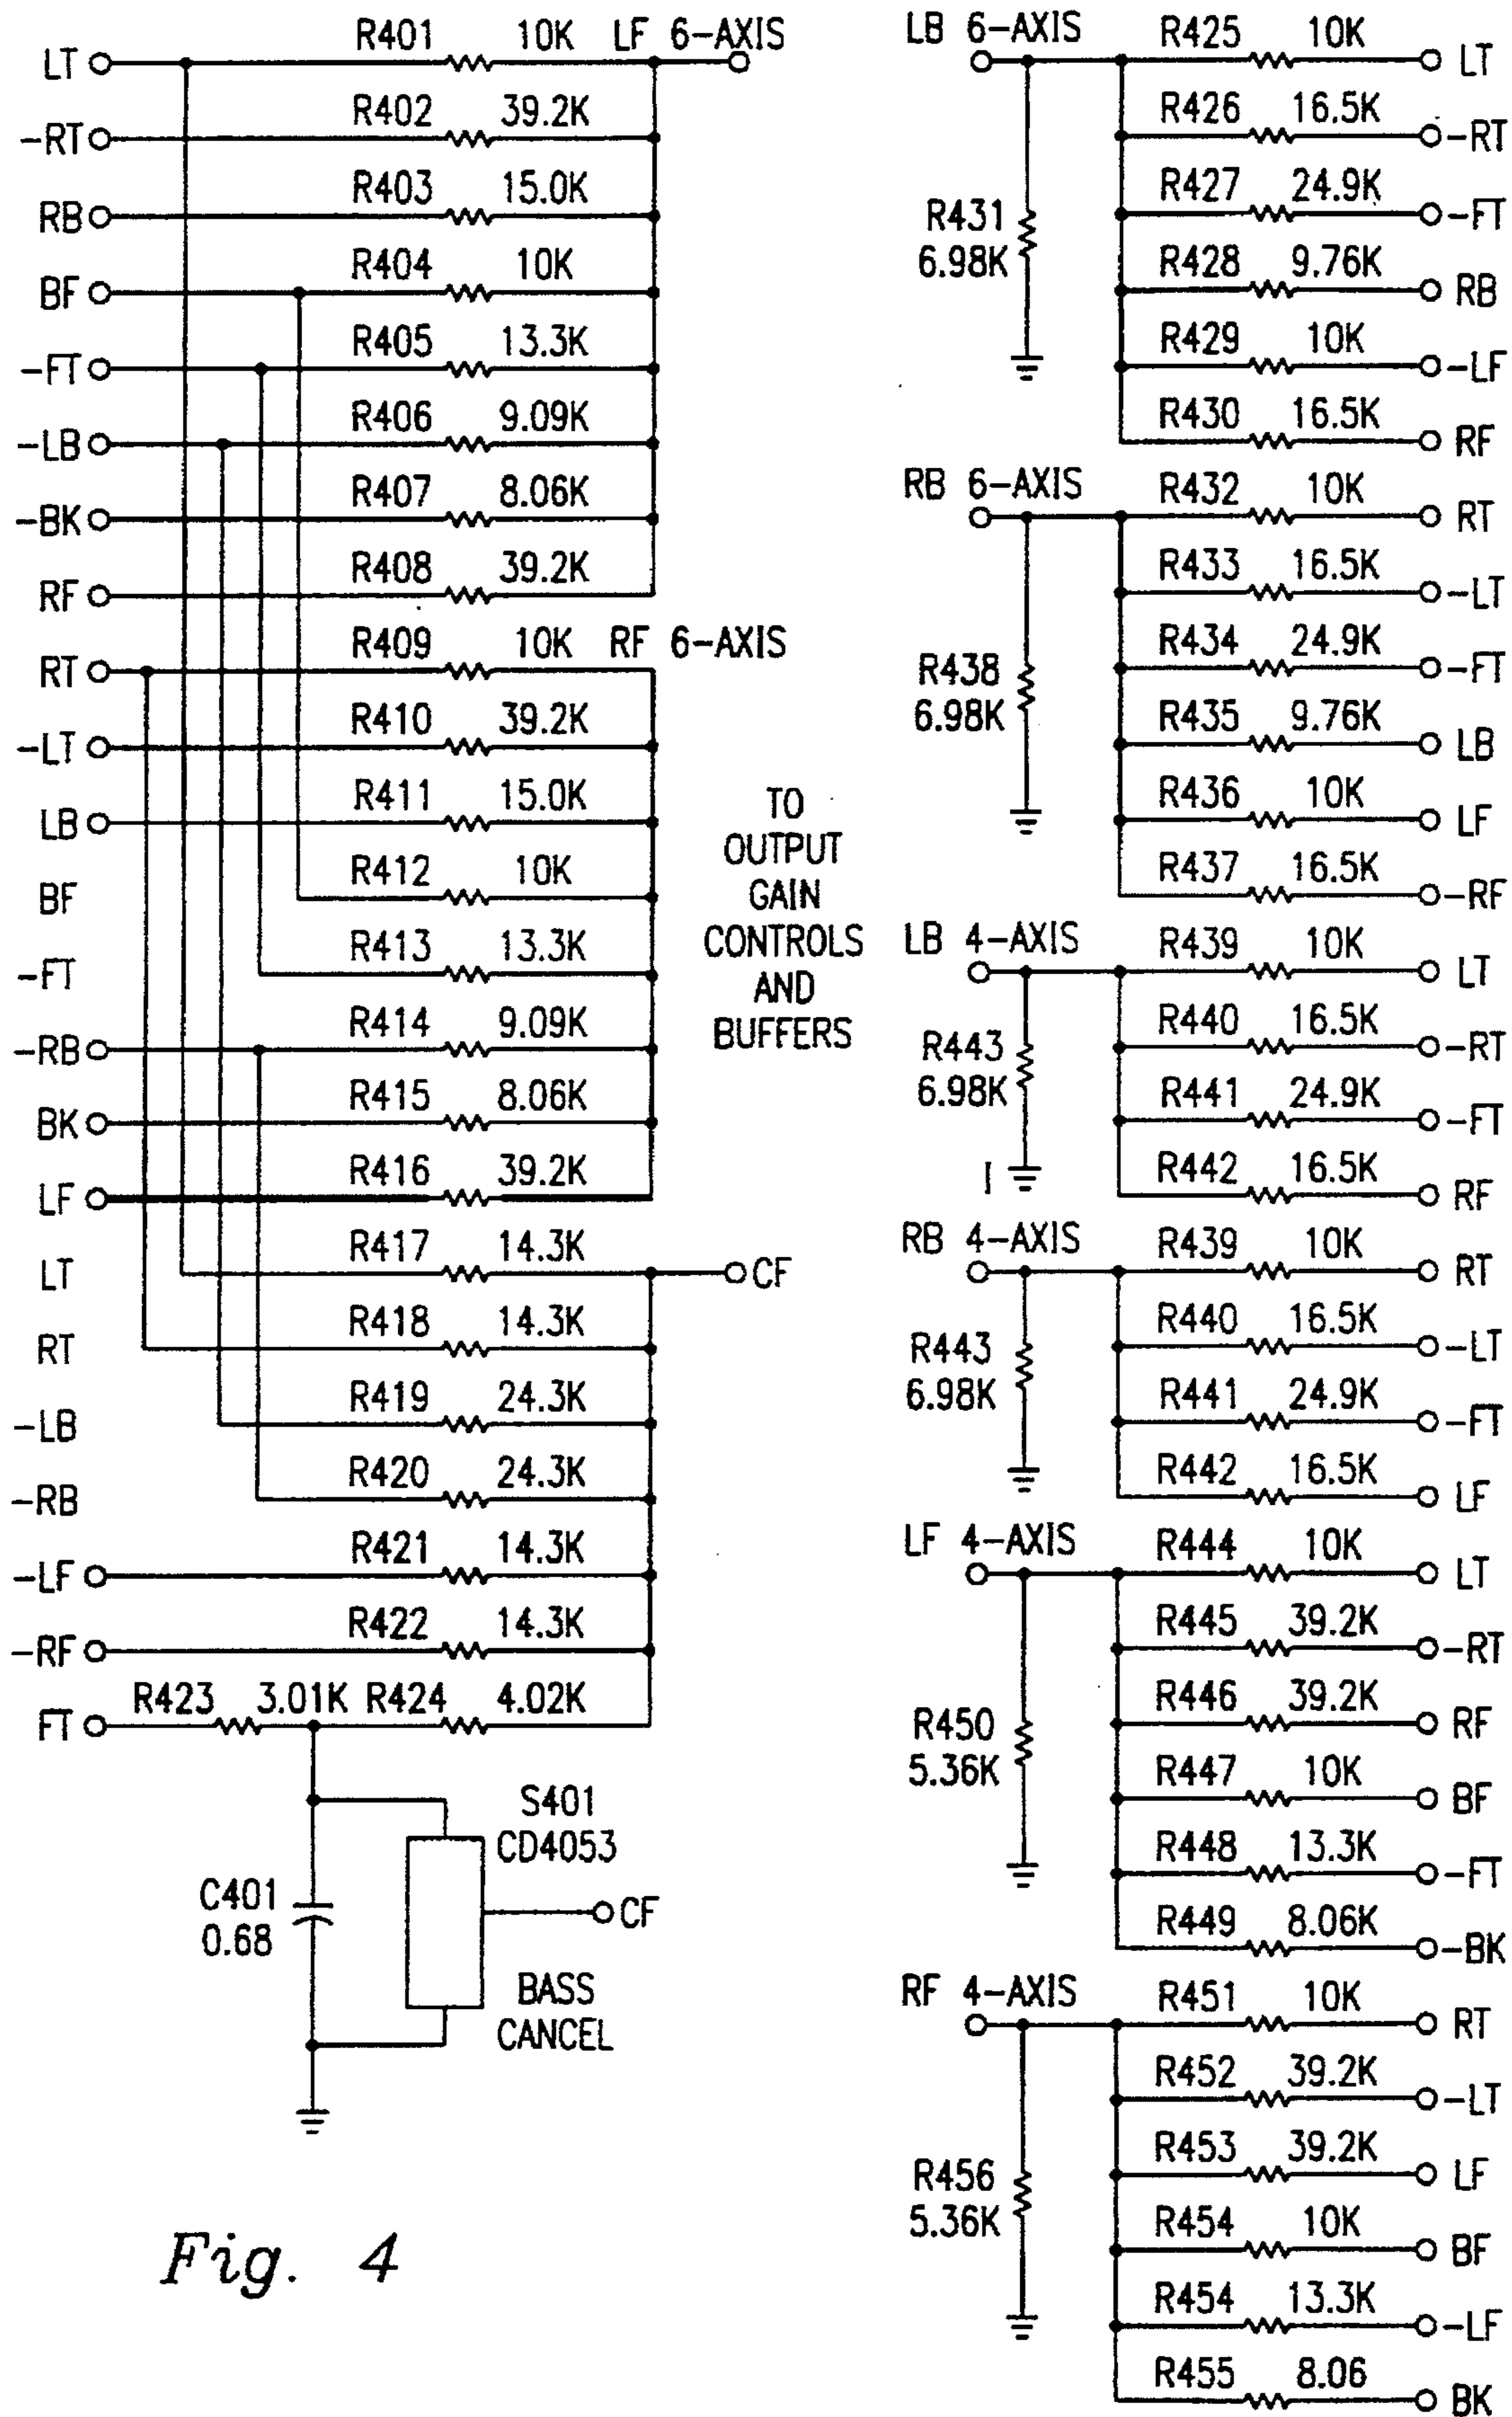 R401 10K LF 6-AXIS
LT
R402 39.2K
-RT
R403 15.0K
RB
R404 10K
BF
R405 13.3K
-FT
R406 9.09K
-LB
R407 8.06K
-BK
R408 39.2K
RF
R409 10K RF 6-AXIS
RT
R410 39.2K
-LT
R411 15.0K
LB
R412 10K
BF
R413 13.3K
-FT
R414 9.09K
-RB
R415 8.06K
BK
R416 39.2K
LF
TO
OUTPUT
GAIN
CONTROLS
AND
BUFFERS
R417 14.3K
LT
CF
R418 14.3K
RT
R419 24.3K
-LB
R420 24.3K
-RB
R421 14.3K
-LF
R422 14.3K
-RF
R423 3.01K R424 4.02K
FT
S401
CD4053
C401
0.68
CF
BASS
CANCEL
Fig. 4
LB 6-AXIS
R425 10K
LT
R426 16.5K
-RT
R427 24.9K
-FT
R431
6.98K
R428 9.76K
RB
R429 10K
-LF
R430 16.5K
RF
RB 6-AXIS
R432 10K
RT
R433 16.5K
-LT
R434 24.9K
-FT
R438
6.98K
R435 9.76K
LB
R436 10K
LF
R437 16.5K
-RF
LB 4-AXIS
R439 10K
LT
R440 16.5K
-RT
R443
6.98K
R441 24.9K
-FT
R442 16.5K
RF
RB 4-AXIS
R439 10K
RT
R440 16.5K
-LT
R443
6.98K
R441 24.9K
-FT
R442 16.5K
LF
LF 4-AXIS
R444 10K
LT
R445 39.2K
-RT
R446 39.2K
RF
R450
5.36K
R447 10K
BF
R448 13.3K
-FT
R449 8.06K
-BK
RF 4-AXIS
R451 10K
RT
R452 39.2K
-LT
R453 39.2K
LF
R456
5.36K
R454 10K
BF
R454 13.3K
-LF
R455 8.06
BK